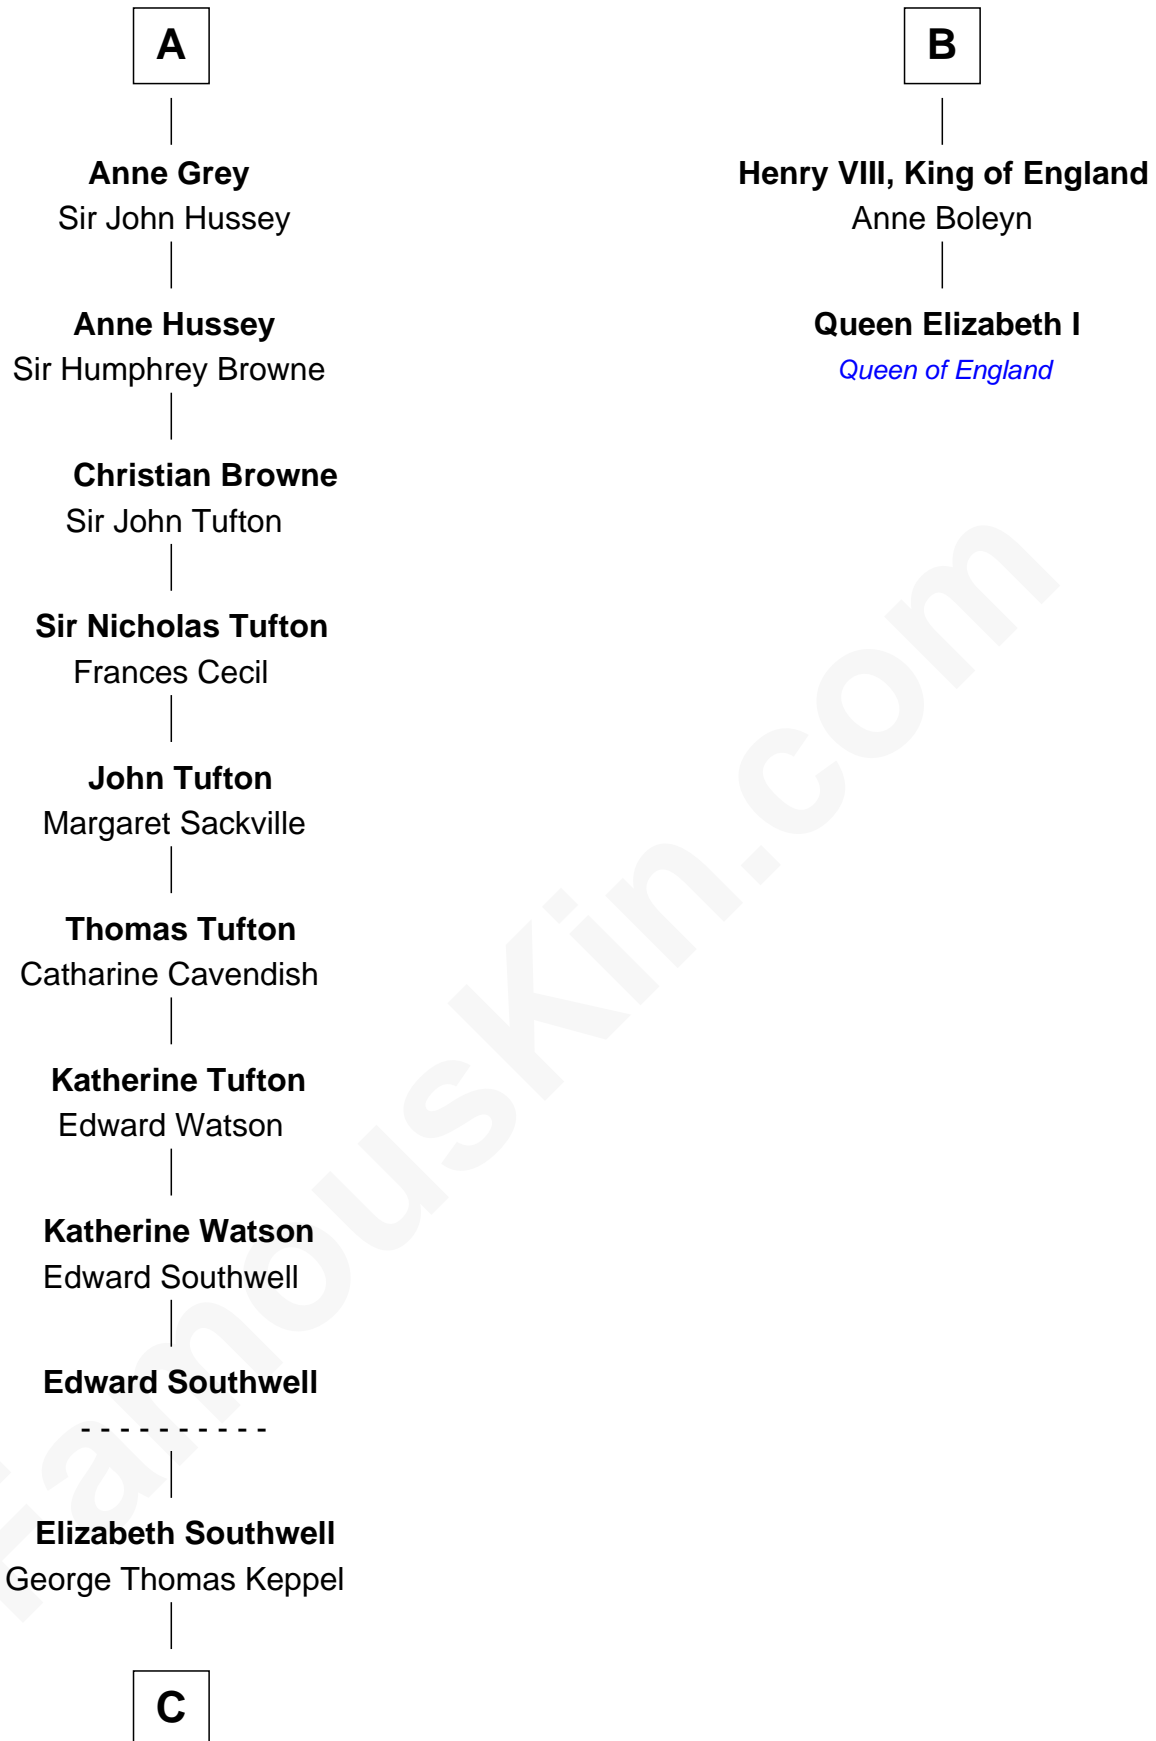 A
Anne Grey
Sir John Hussey
Anne Hussey
Sir Humphrey Browne
Christian Browne
Sir John Tufton
Sir Nicholas Tufton
Frances Cecil
John Tufton
Margaret Sackville
Thomas Tufton
Catharine Cavendish
Katherine Tufton
Edward Watson
Katherine Watson
Edward Southwell
Edward Southwell
- - - - - - - - - -
Elizabeth Southwell
George Thomas Keppel
C
B
Henry VIII, King of England
Anne Boleyn
Queen Elizabeth I
Queen of England
FamousKin.com